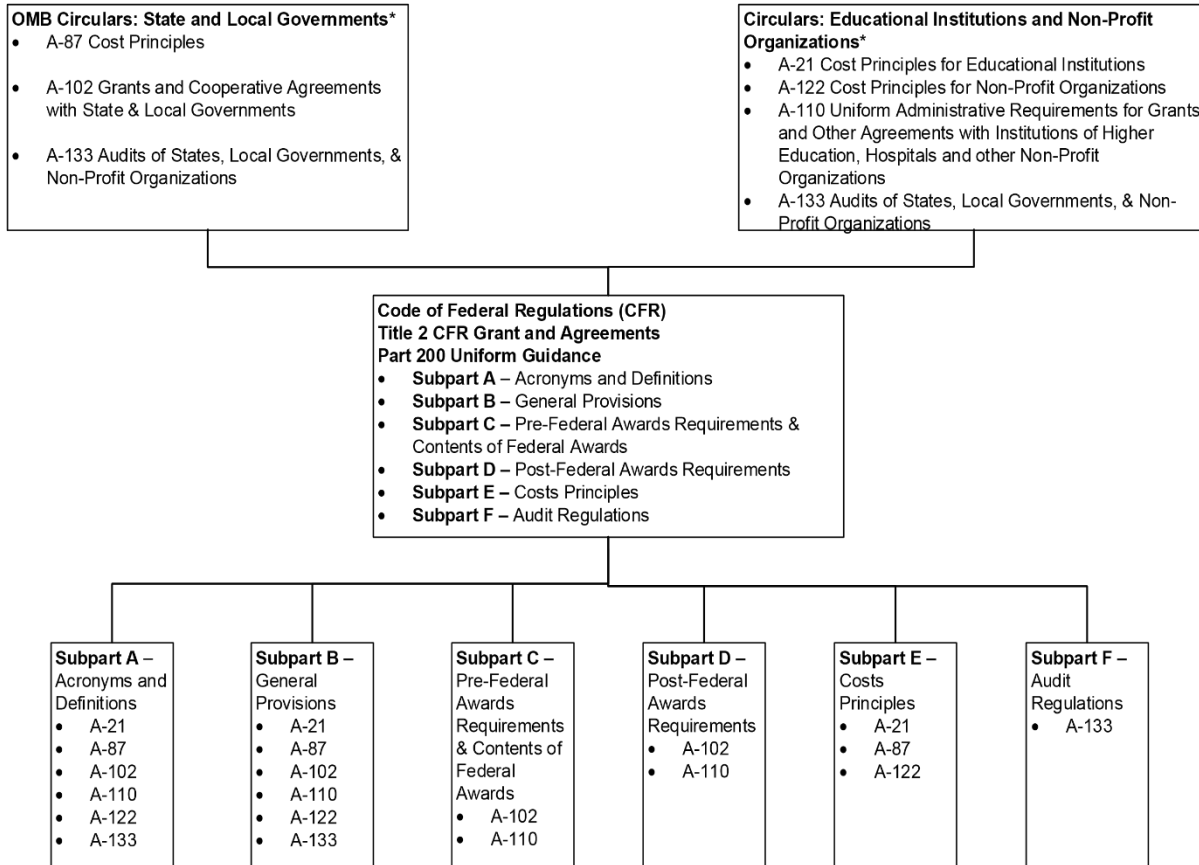 OMB Circulars: State and Local Governments*
• A-87 Cost Principles
• A-102 Grants and Cooperative Agreements
with State & Local Governments
• A-133 Audits of States, Local Governments, &
Non-Profit Organizations
Circulars: Educational Institutions and Non-Profit
Organizations*
• A-21 Cost Principles for Educational Institutions
• A-122 Cost Principles for Non-Profit Organizations
• A-110 Uniform Administrative Requirements for Grants
and Other Agreements with Institutions of Higher
Education, Hospitals and other Non-Profit
Organizations
• A-133 Audits of States, Local Governments, & Non-
Profit Organizations
Code of Federal Regulations (CFR)
Title 2 CFR Grant and Agreements
Part 200 Uniform Guidance
• Subpart A – Acronyms and Definitions
• Subpart B – General Provisions
• Subpart C – Pre-Federal Awards Requirements &
Contents of Federal Awards
• Subpart D – Post-Federal Awards Requirements
• Subpart E – Costs Principles
• Subpart F – Audit Regulations
Subpart A –
Acronyms and
Definitions
• A-21
• A-87
• A-102
• A-110
• A-122
• A-133
Subpart B –
General
Provisions
• A-21
• A-87
• A-102
• A-110
• A-122
• A-133
Subpart C –
Pre-Federal
Awards
Requirements
& Contents of
Federal
Awards
• A-102
• A-110
Subpart D –
Post-Federal
Awards
Requirements
• A-102
• A-110
Subpart E –
Costs
Principles
• A-21
• A-87
• A-122
Subpart F –
Audit
Regulations
• A-133